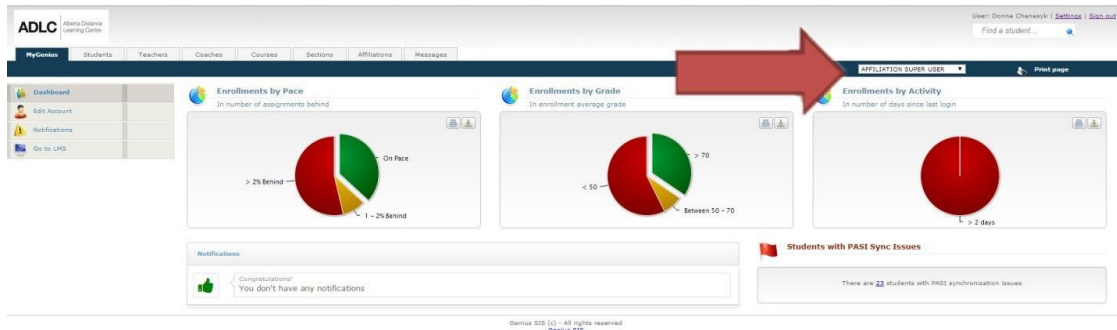 User: Donna Chanasyk | Settings | Sign out
ADLC Alberta Distance Learning Centre
Find a student...
MyGenius Students Teachers Coaches Courses Sections Affiliations Messages
AFFILIATION SUPER USER Print page
Dashboard
Edit Account
Notifications
Go to LMS
Enrollments by Pace
In number of assignments behind
On Pace
> 2% Behind
1 - 2% Behind
Enrollments by Grade
In enrollment average grade
> 70
< 50
Between 50 - 70
Enrollments by Activity
In number of days since last login
> 2 days
Notifications
Congratulations!
You don't have any notifications
Students with PASI Sync Issues
There are 23 students with PASI synchronization issues
Genius SIS (c) - All rights reserved
Genius SIS